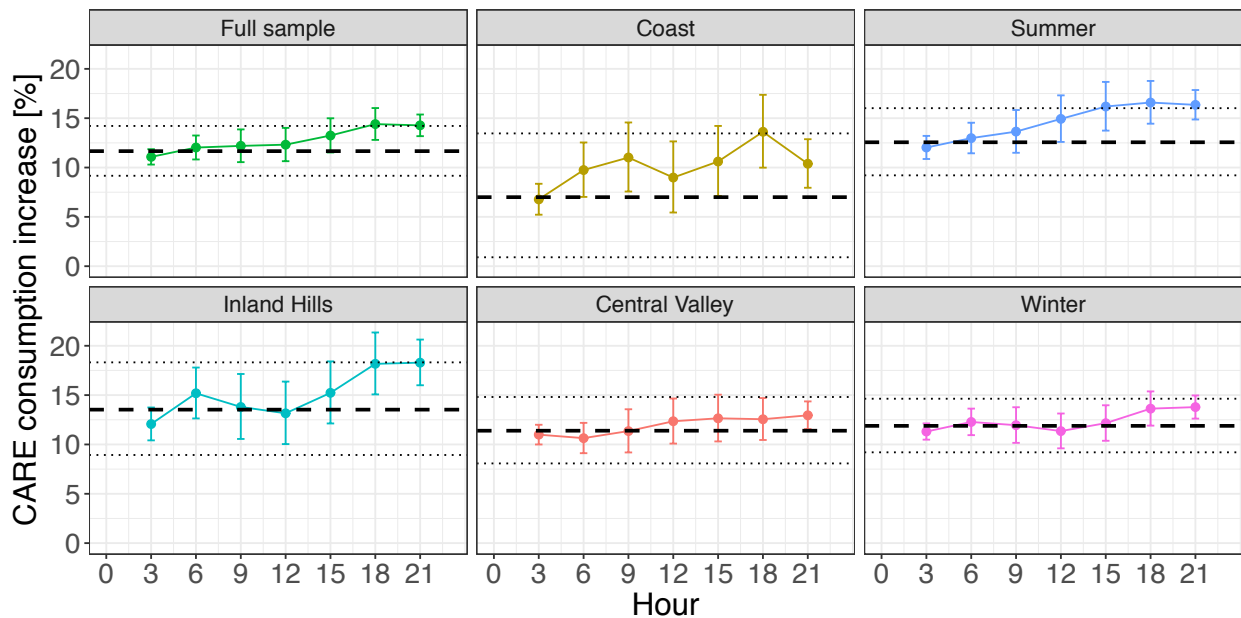 Full sample
Coast
Summer
20
15
10
5
0
Inland Hills
Central Valley
Winter
20
15
10
5
0
0 3 6 9 12 15 18 21
0 3 6 9 12 15 18 21
0 3 6 9 12 15 18 21
Hour
CARE consumption increase [%]